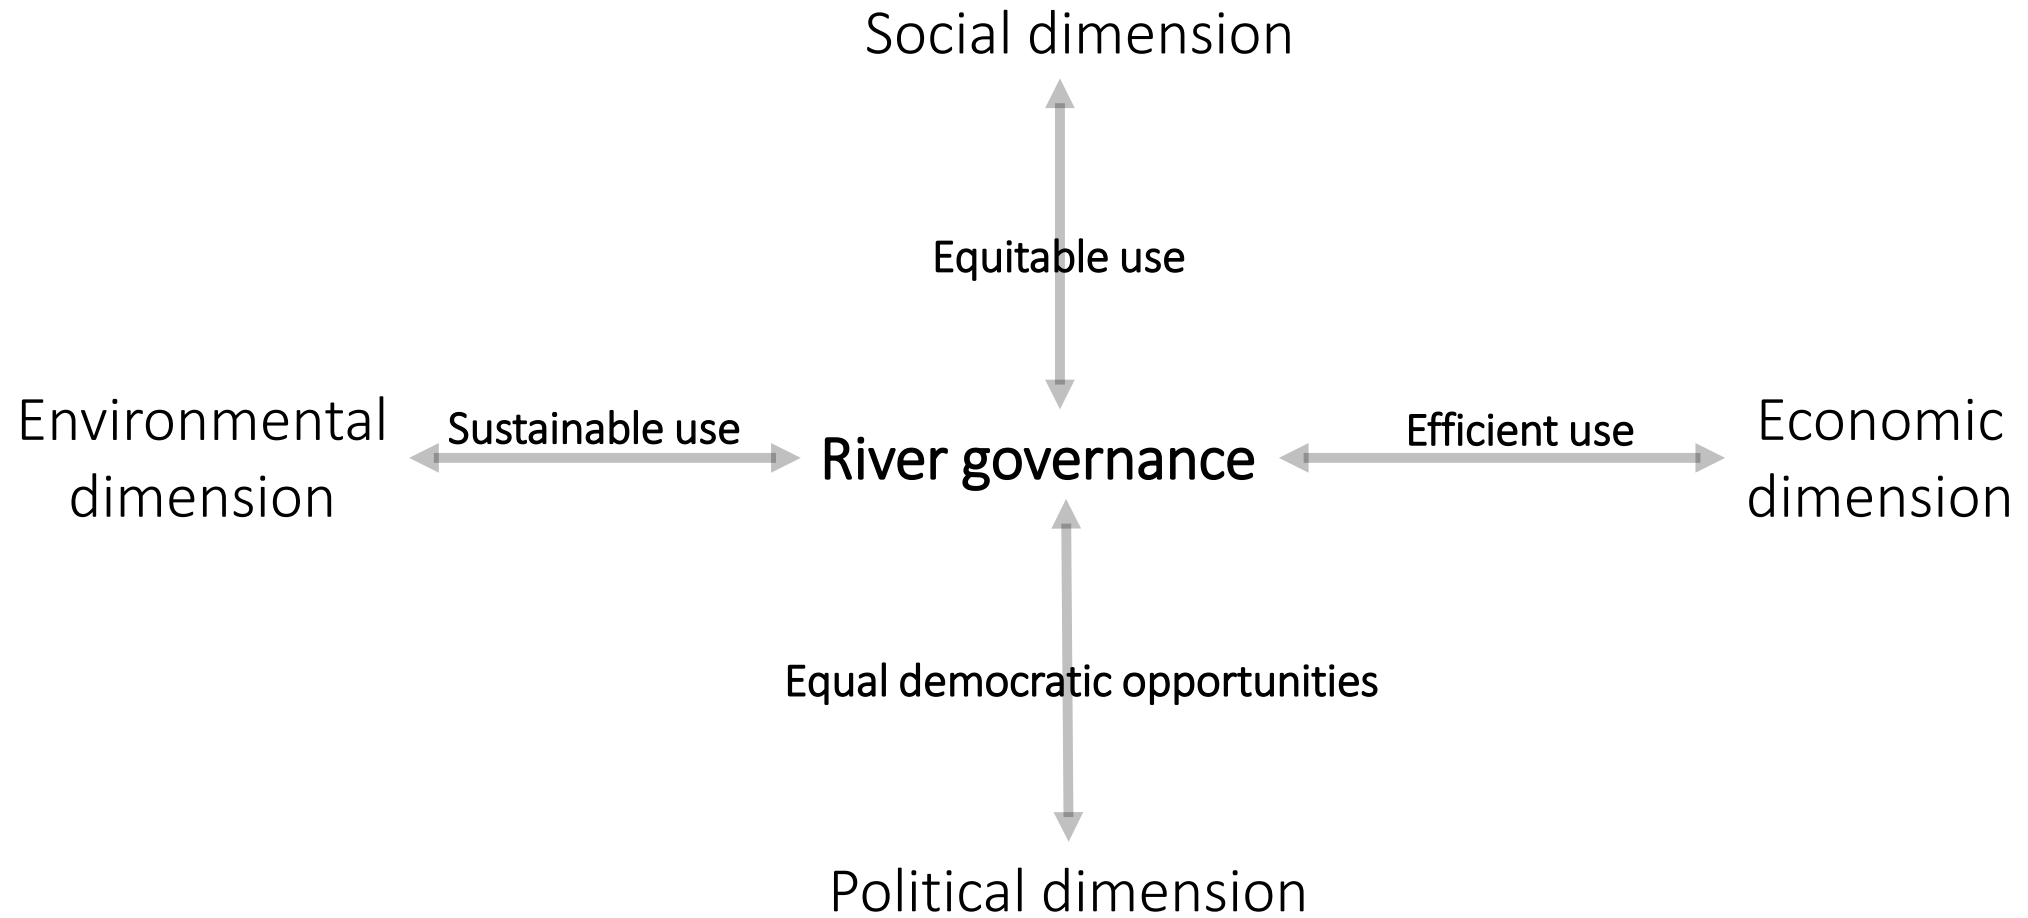 Social dimension
Equitable use
Environmental
dimension
Sustainable use
River governance
Efficient use
Economic
dimension
Equal democratic opportunities
Political dimension